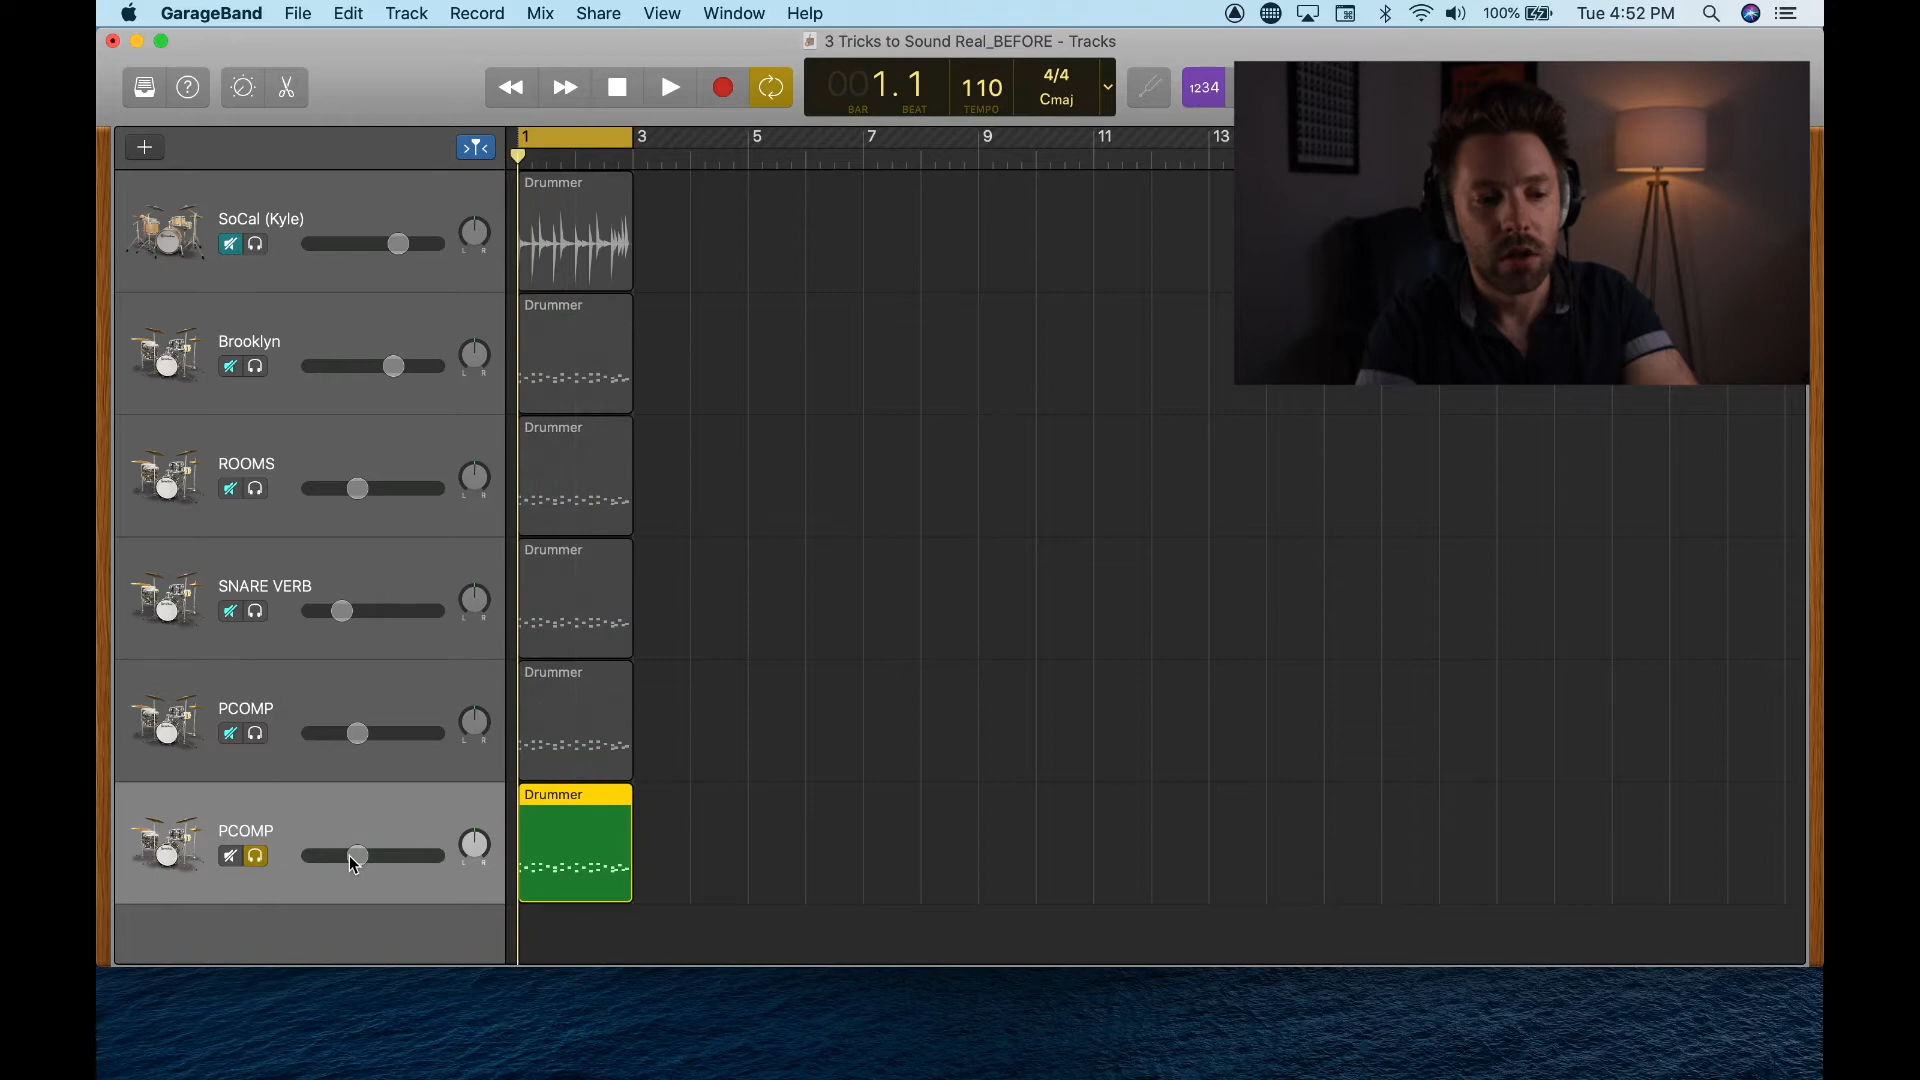 GarageBand File Edit Track Record Mix Share View Window Help 100% Tue 4:52 PM
3 Tricks to Sound Real_BEFORE - Tracks
001.1 110 4/4
Cmaj
BAR BEAT TEMPO
1234
1 3 5 7 9 11 13
SoCal (Kyle)
L R
Drummer
Brooklyn
L R
Drummer
ROOMS
L R
Drummer
SNARE VERB
L R
Drummer
PCOMP
L R
Drummer
PCOMP
L R
Drummer